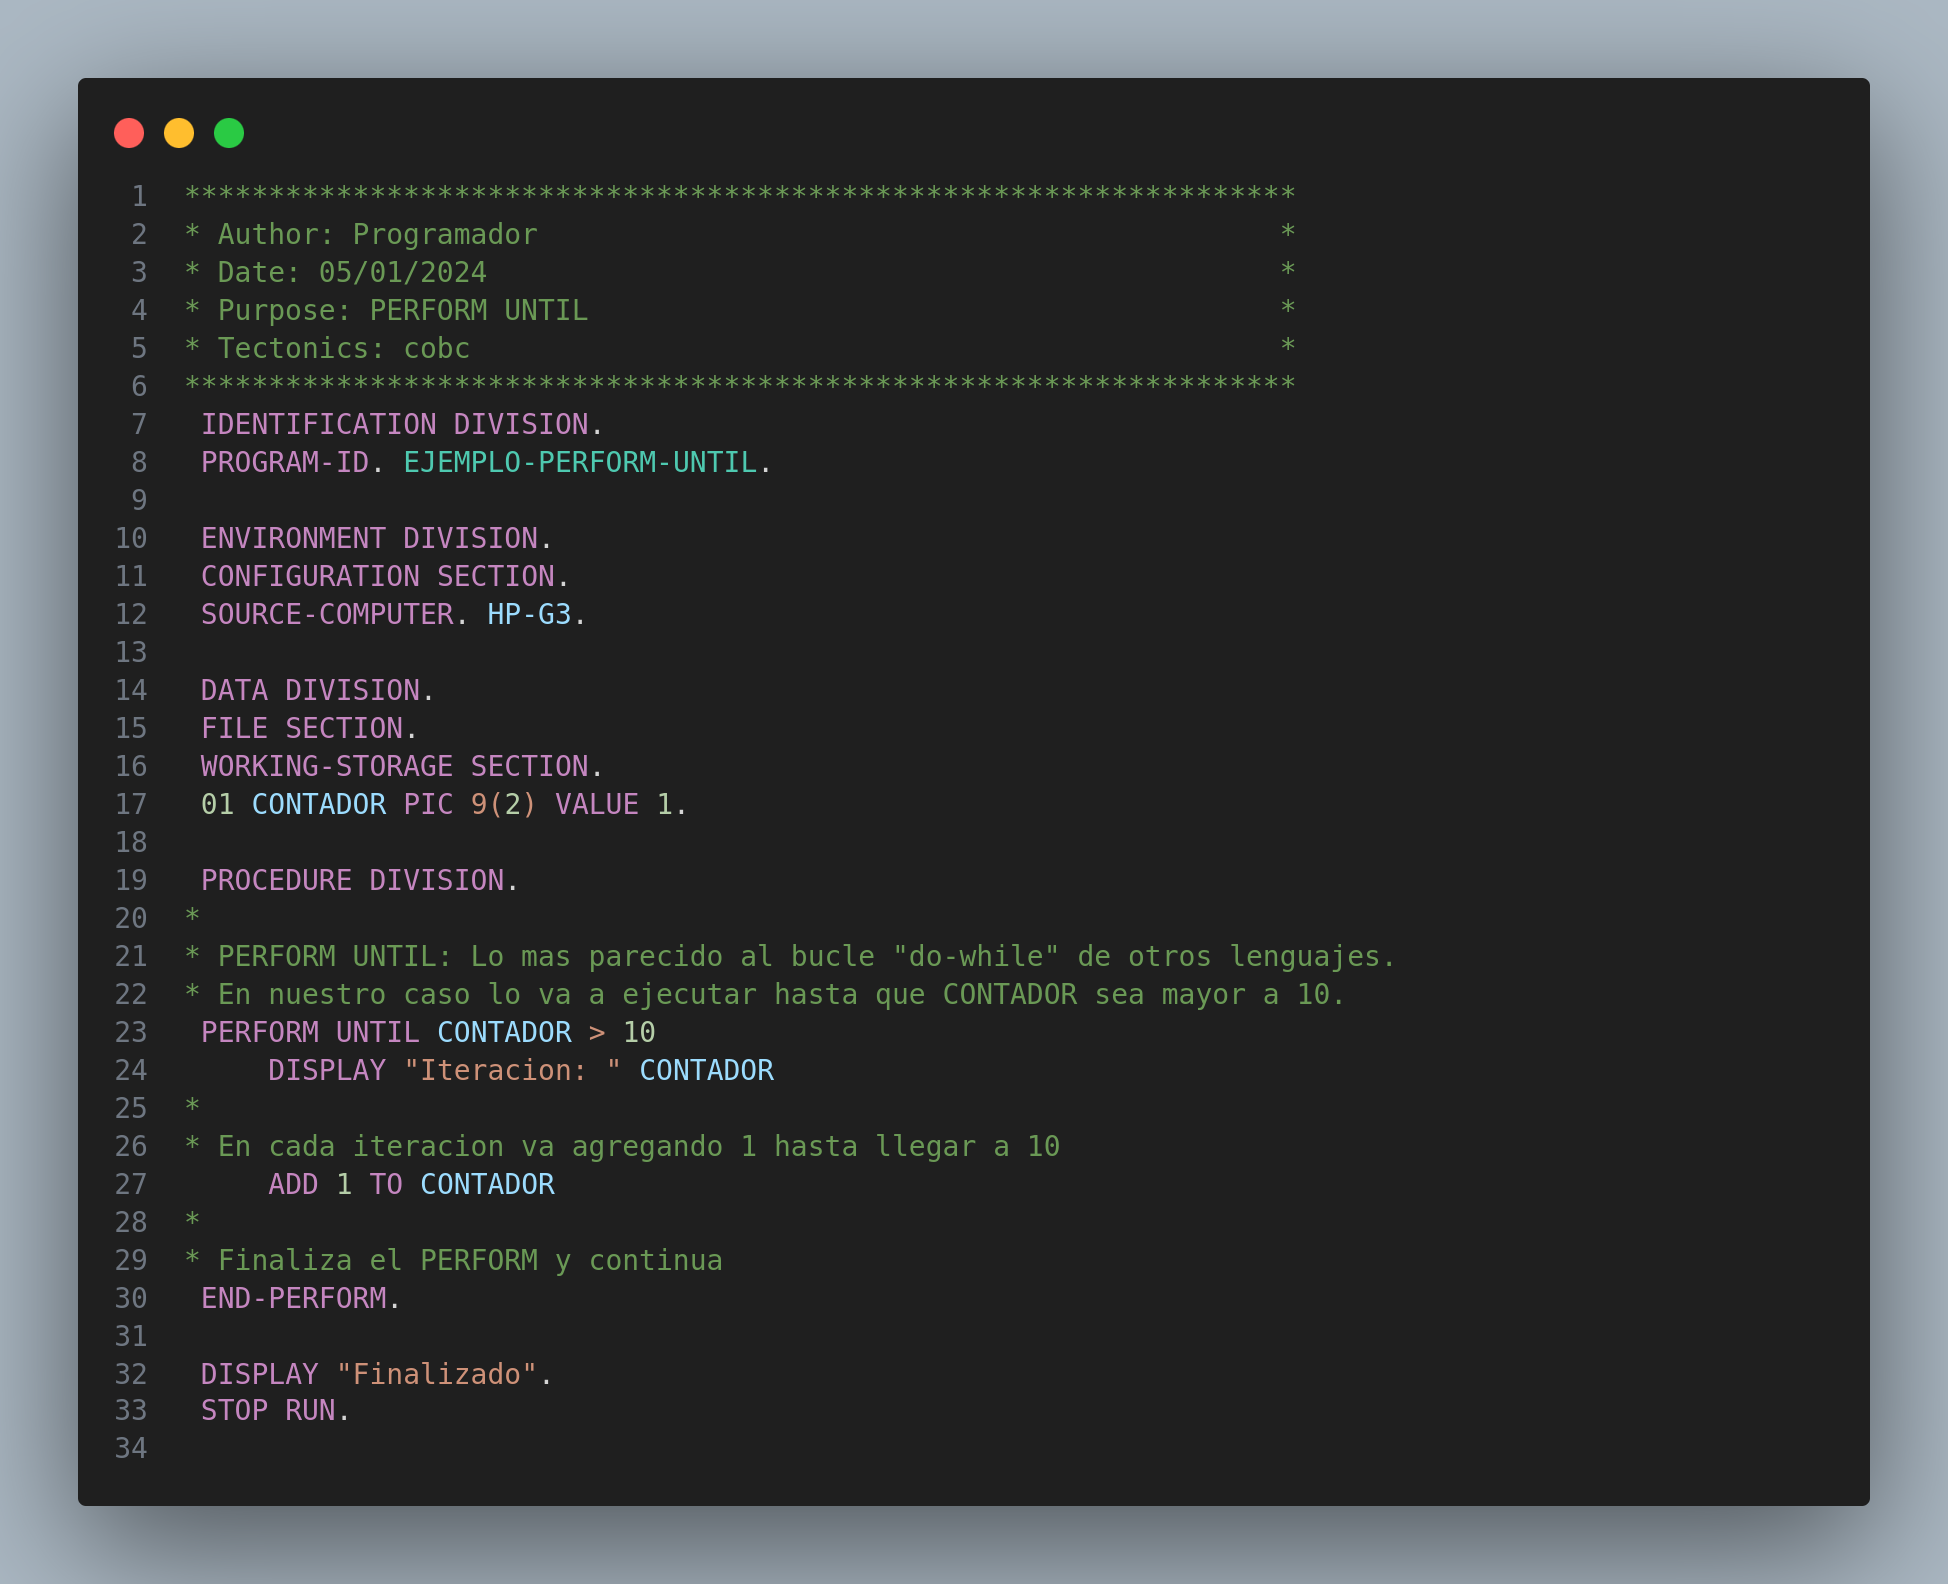 1 ******************************************************************
2 * Author: Programador                                            *
3 * Date: 05/01/2024                                               *
4 * Purpose: PERFORM UNTIL                                         *
5 * Tectonics: cobc                                                *
6 ******************************************************************
7  IDENTIFICATION DIVISION.
8  PROGRAM-ID. EJEMPLO-PERFORM-UNTIL.
9
10  ENVIRONMENT DIVISION.
11  CONFIGURATION SECTION.
12  SOURCE-COMPUTER. HP-G3.
13
14  DATA DIVISION.
15  FILE SECTION.
16  WORKING-STORAGE SECTION.
17  01 CONTADOR PIC 9(2) VALUE 1.
18
19  PROCEDURE DIVISION.
20 *
21 * PERFORM UNTIL: Lo mas parecido al bucle "do-while" de otros lenguajes.
22 * En nuestro caso lo va a ejecutar hasta que CONTADOR sea mayor a 10.
23  PERFORM UNTIL CONTADOR > 10
24      DISPLAY "Iteracion: " CONTADOR
25 *
26 * En cada iteracion va agregando 1 hasta llegar a 10
27      ADD 1 TO CONTADOR
28 *
29 * Finaliza el PERFORM y continua
30  END-PERFORM.
31
32  DISPLAY "Finalizado".
33  STOP RUN.
34